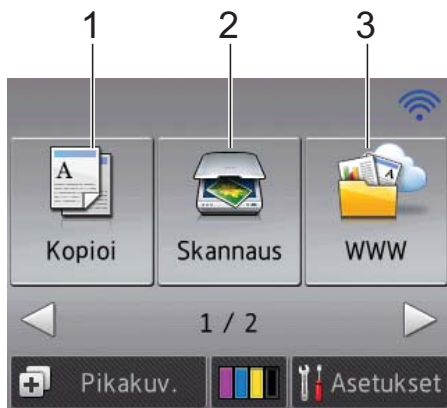 1 2 3
A A
Kopioi Skannaus WWW
1 / 2
Pikakuv. Asetukset